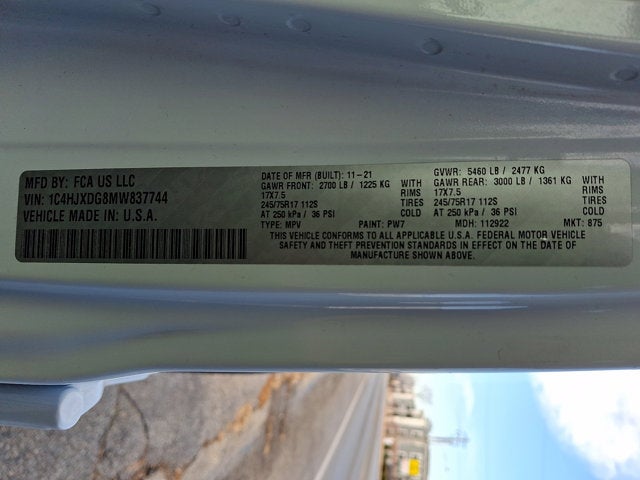 MFD BY: FCA US LLC
VIN: 1C4HJXDG8MW837744
VEHICLE MADE IN U.S.A.
DATE OF MFR (BUILT): 11-21
GAWR FRONT: 2700 LB / 1225 KG WITH
17X7.5 RIMS
245/75R17 112S TIRES
AT 250 kPa / 36 PSI COLD
GVWR: 5460 LB / 2477 KG
GAWR REAR: 3000 LB / 1361 KG WITH
17X7.5 RIMS
245/75R17 112S TIRES
AT 250 kPa / 36 PSI COLD
TYPE: MPV PAINT: PW7 MDH: 112922 MKT: 875
THIS VEHICLE CONFORMS TO ALL APPLICABLE U.S.A. FEDERAL MOTOR VEHICLE
SAFETY AND THEFT PREVENTION STANDARDS IN EFFECT ON THE DATE OF
MANUFACTURE SHOWN ABOVE.